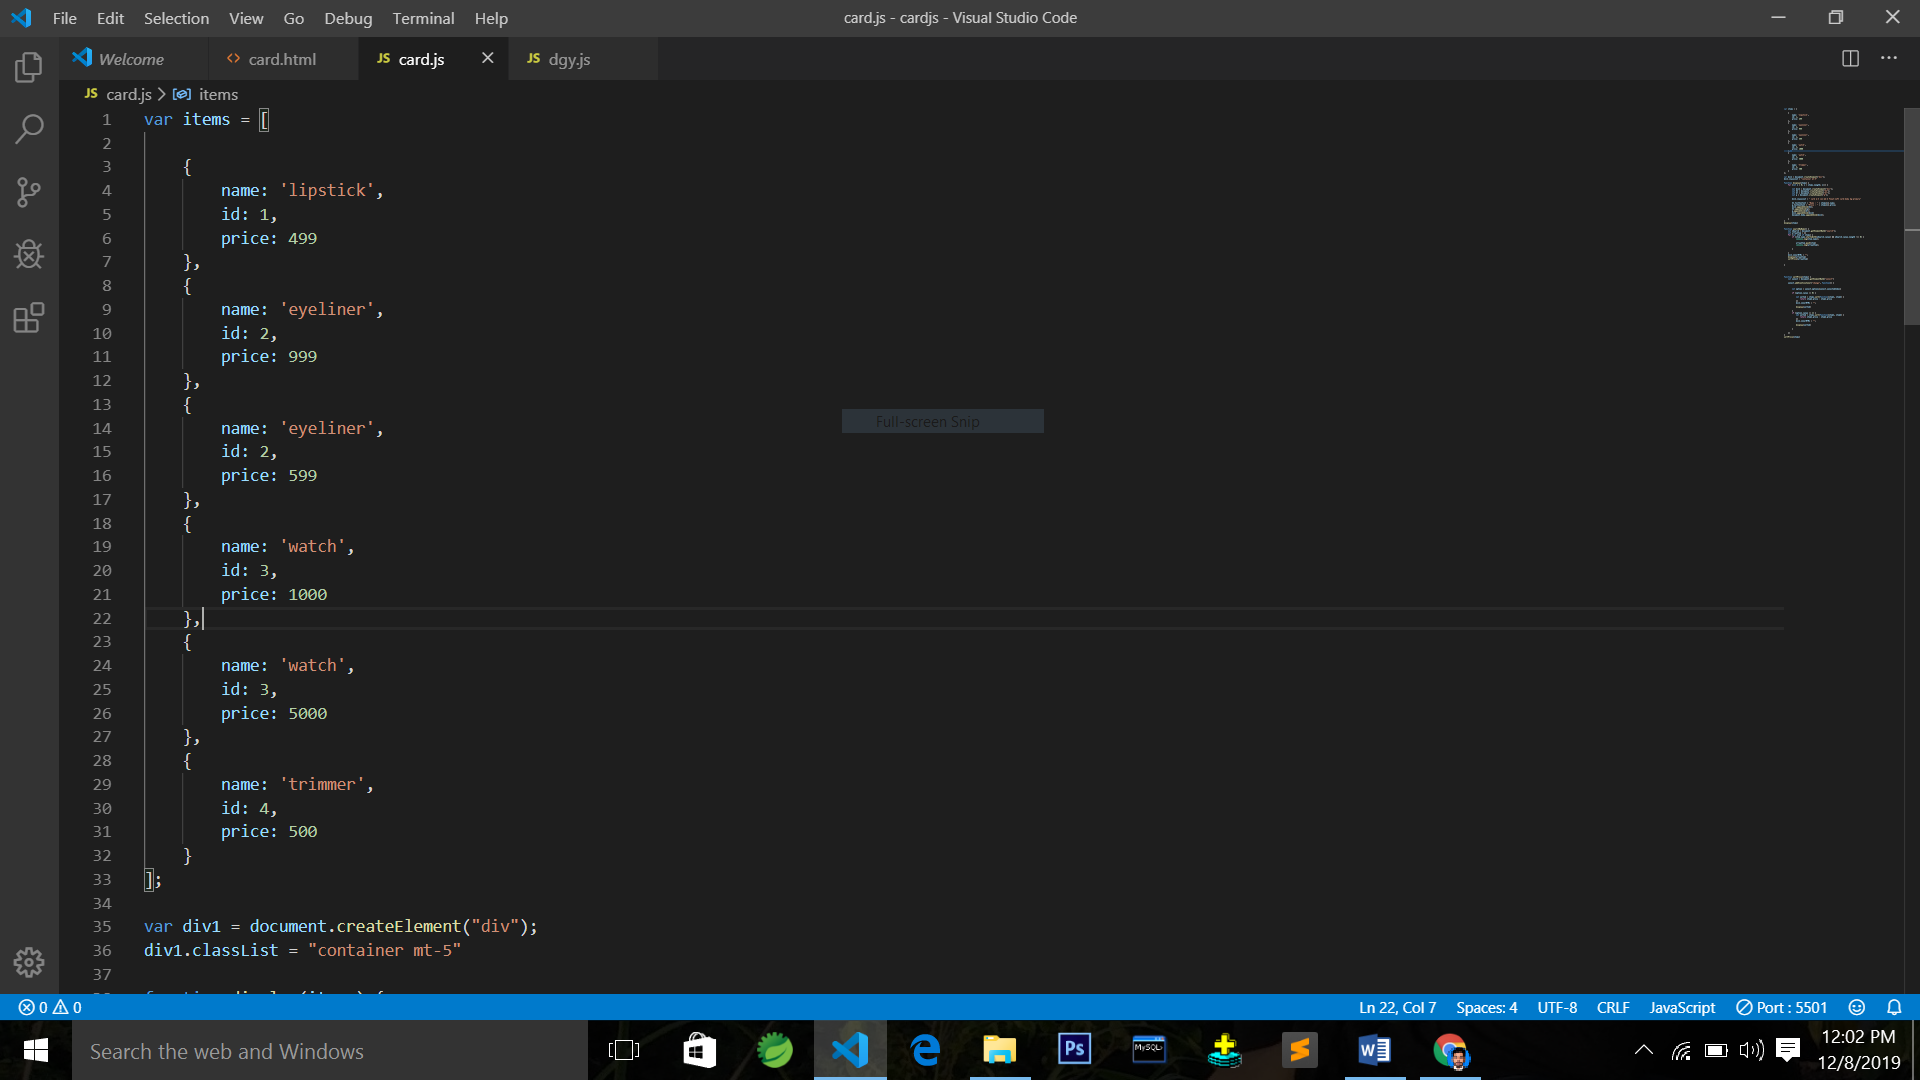 File Edit Selection View Go Debug Terminal Help
card.js - cardjs - Visual Studio Code
Welcome
<> card.html
JS card.js
JS dgy.js
JS card.js > items
1 var items = [
2
3 {
4 name: 'lipstick',
5 id: 1,
6 price: 499
7 },
8 {
9 name: 'eyeliner',
10 id: 2,
11 price: 999
12 },
13 {
14 name: 'eyeliner',
15 id: 2,
16 price: 599
17 },
18 {
19 name: 'watch',
20 id: 3,
21 price: 1000
22 },
23 {
24 name: 'watch',
25 id: 3,
26 price: 5000
27 },
28 {
29 name: 'trimmer',
30 id: 4,
31 price: 500
32 }
33 ];
34
35 var div1 = document.createElement("div");
36 div1.classList = "container mt-5"
37
Full-screen Snip
0 0
Ln 22, Col 7 Spaces: 4 UTF-8 CRLF JavaScript Port : 5501
Search the web and Windows
Ps
MySQL
12:02 PM
12/8/2019